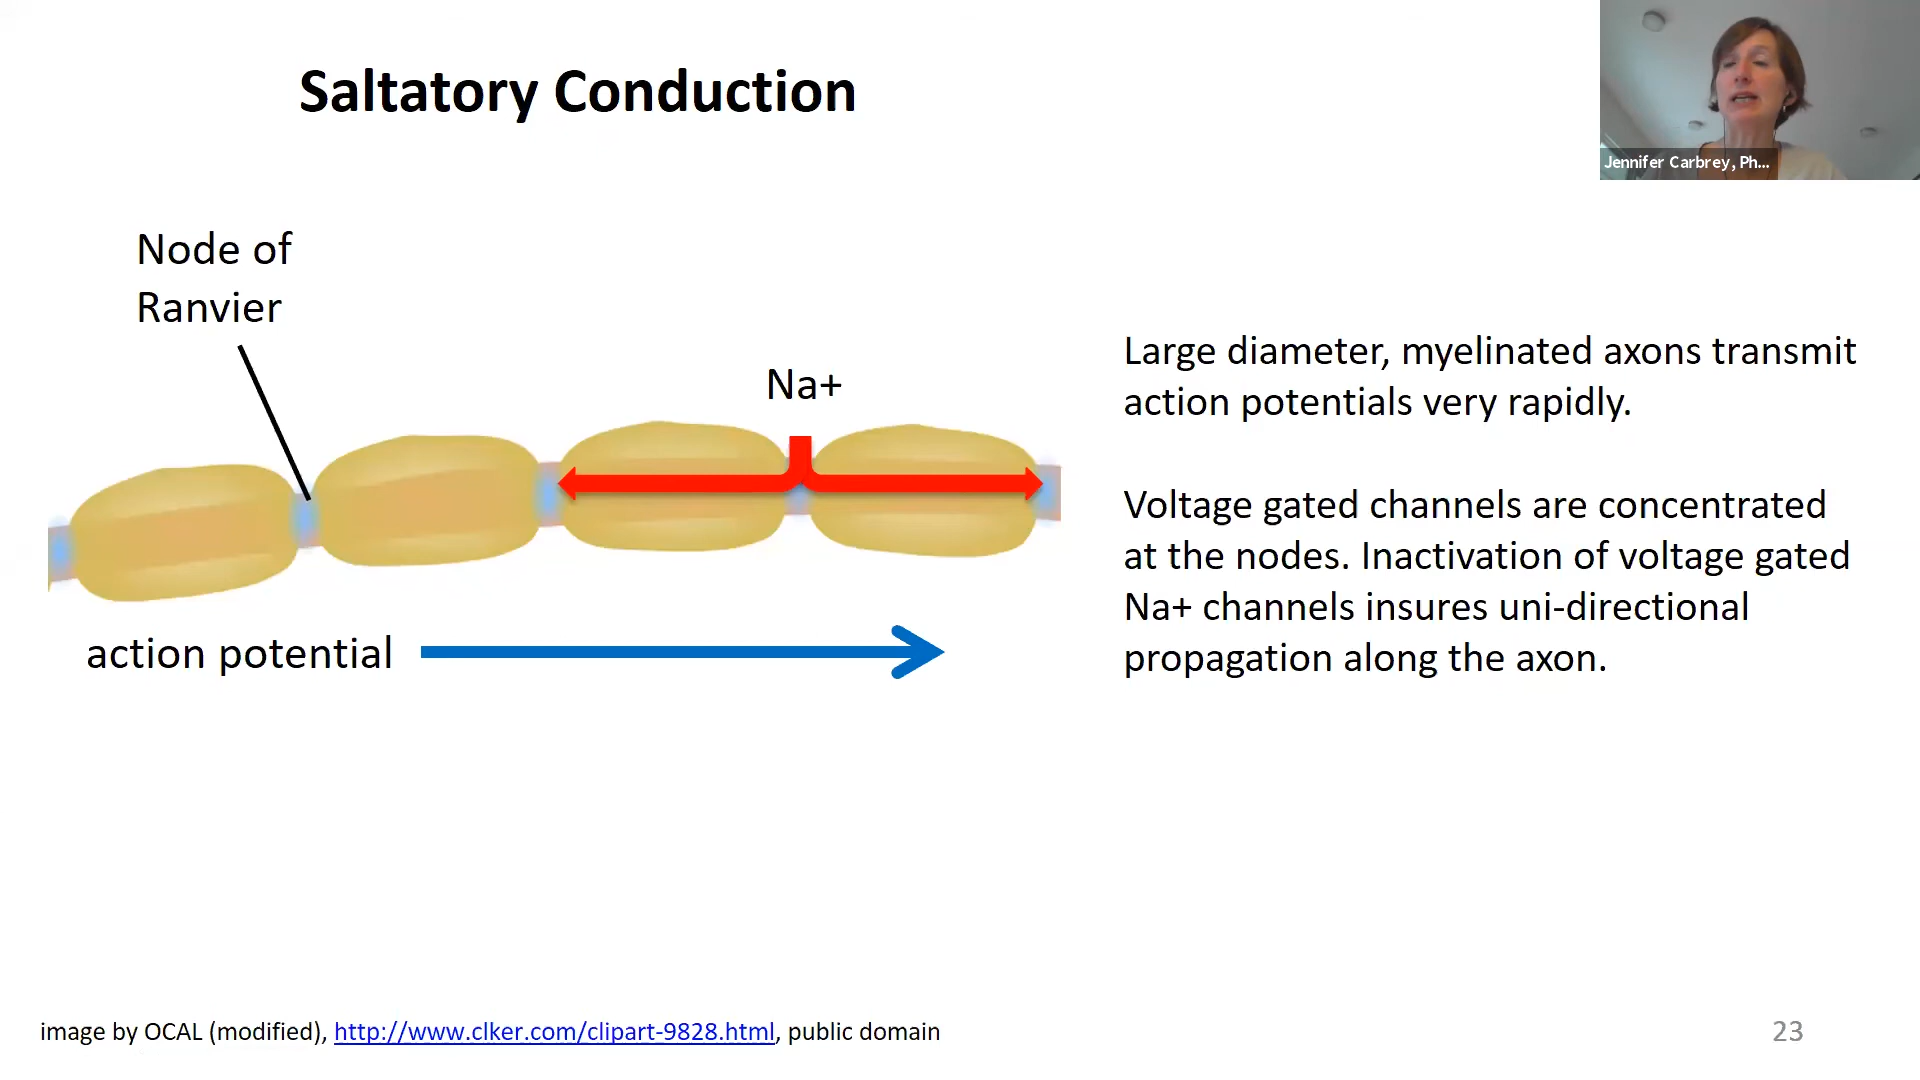 Saltatory Conduction
Jennifer Carbrey, Ph...
Node of
Ranvier
Na+
Large diameter, myelinated axons transmit
action potentials very rapidly.
Voltage gated channels are concentrated
at the nodes. Inactivation of voltage gated
Na+ channels insures uni-directional
propagation along the axon.
action potential
image by OCAL (modified), http://www.clker.com/clipart-9828.html, public domain
23